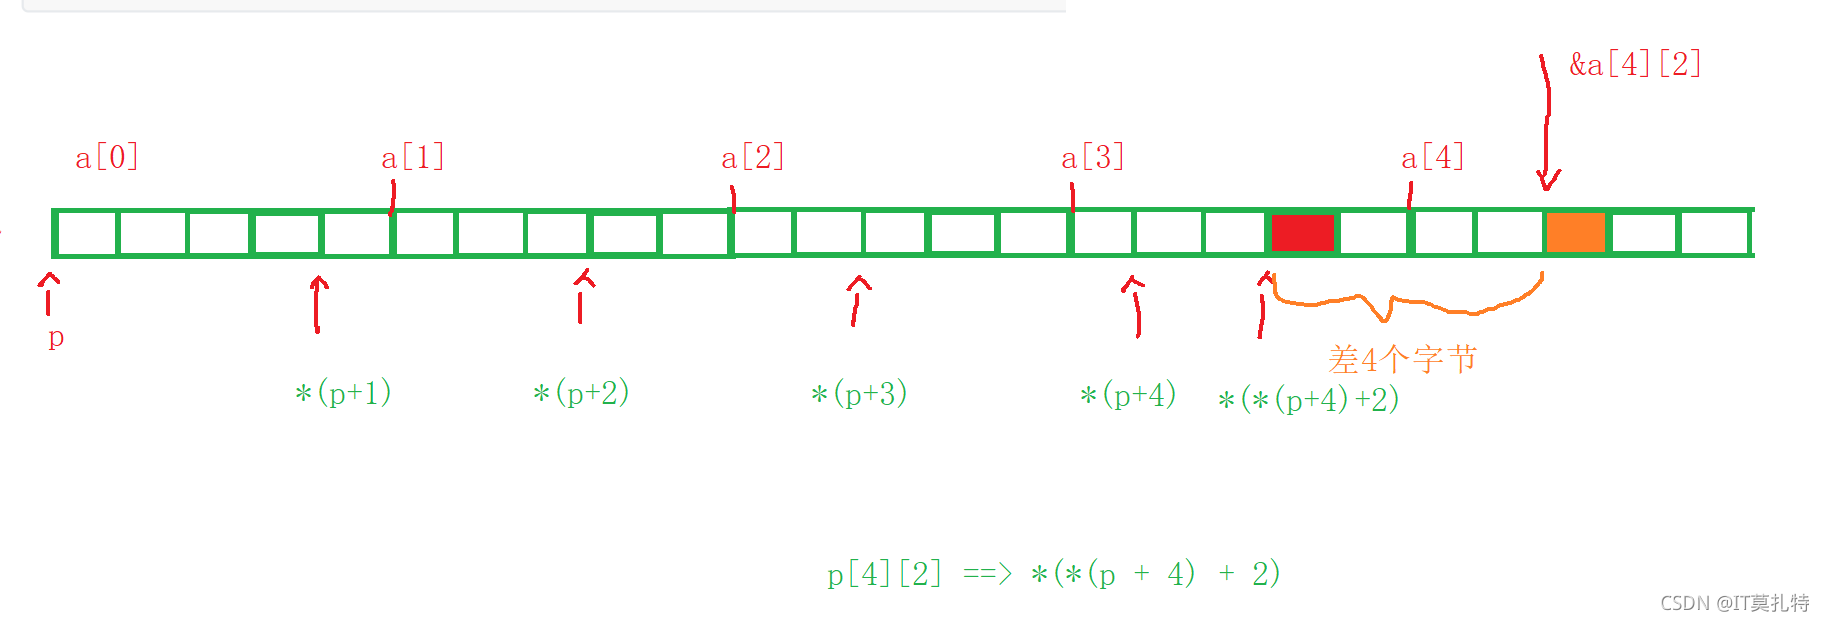 &a[4][2]
a[0] a[1] a[2] a[3] a[4]
p
差4个字节
*(p+1) *(p+2) *(p+3) *(p+4) *(*(p+4)+2)
p[4][2] ==> *(*(p + 4) + 2)
CSDN @IT莫扎特